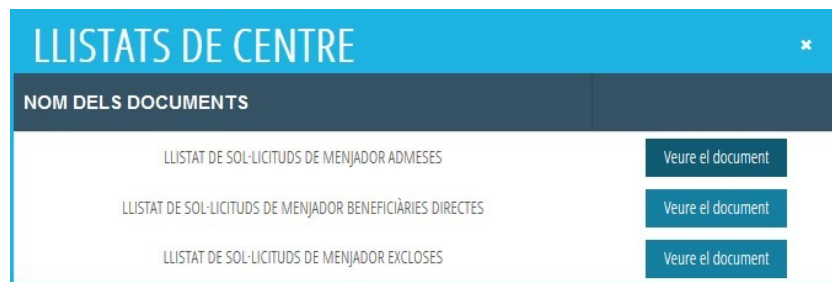 LLISTATS DE CENTRE
NOM DELS DOCUMENTS
LLISTAT DE SOL·LICITUDS DE MENJADOR ADMESES Veure el document
LLISTAT DE SOL·LICITUDS DE MENJADOR BENEFICIÀRIES DIRECTES Veure el document
LLISTAT DE SOL·LICITUDS DE MENJADOR EXCLOSES Veure el document